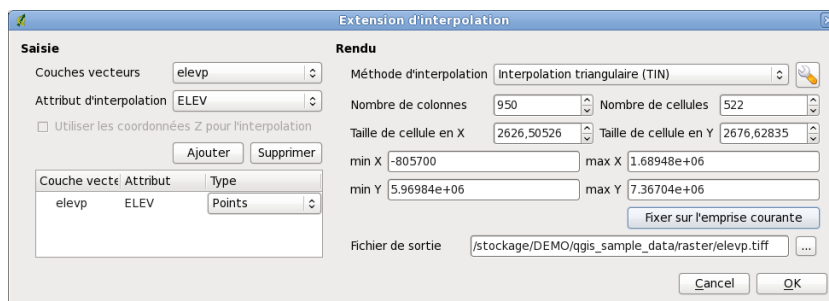 Extension d'interpolation
Saisie
Couches vecteurs elevp
Attribut d'interpolation ELEV
Utiliser les coordonnées Z pour l'interpolation
Ajouter Supprimer
Couche vecte Attribut Type
elevp ELEV Points
Rendu
Méthode d'interpolation Interpolation triangulaire (TIN)
Nombre de colonnes 950 Nombre de cellules 522
Taille de cellule en X 2626,50526 Taille de cellule en Y 2676,62835
min X -805700 max X 1.68948e+06
min Y 5.96984e+06 max Y 7.36704e+06
Fixer sur l'emprise courante
Fichier de sortie /stockage/DEMO/qgis_sample_data/raster/elevp.tiff ...
Cancel OK